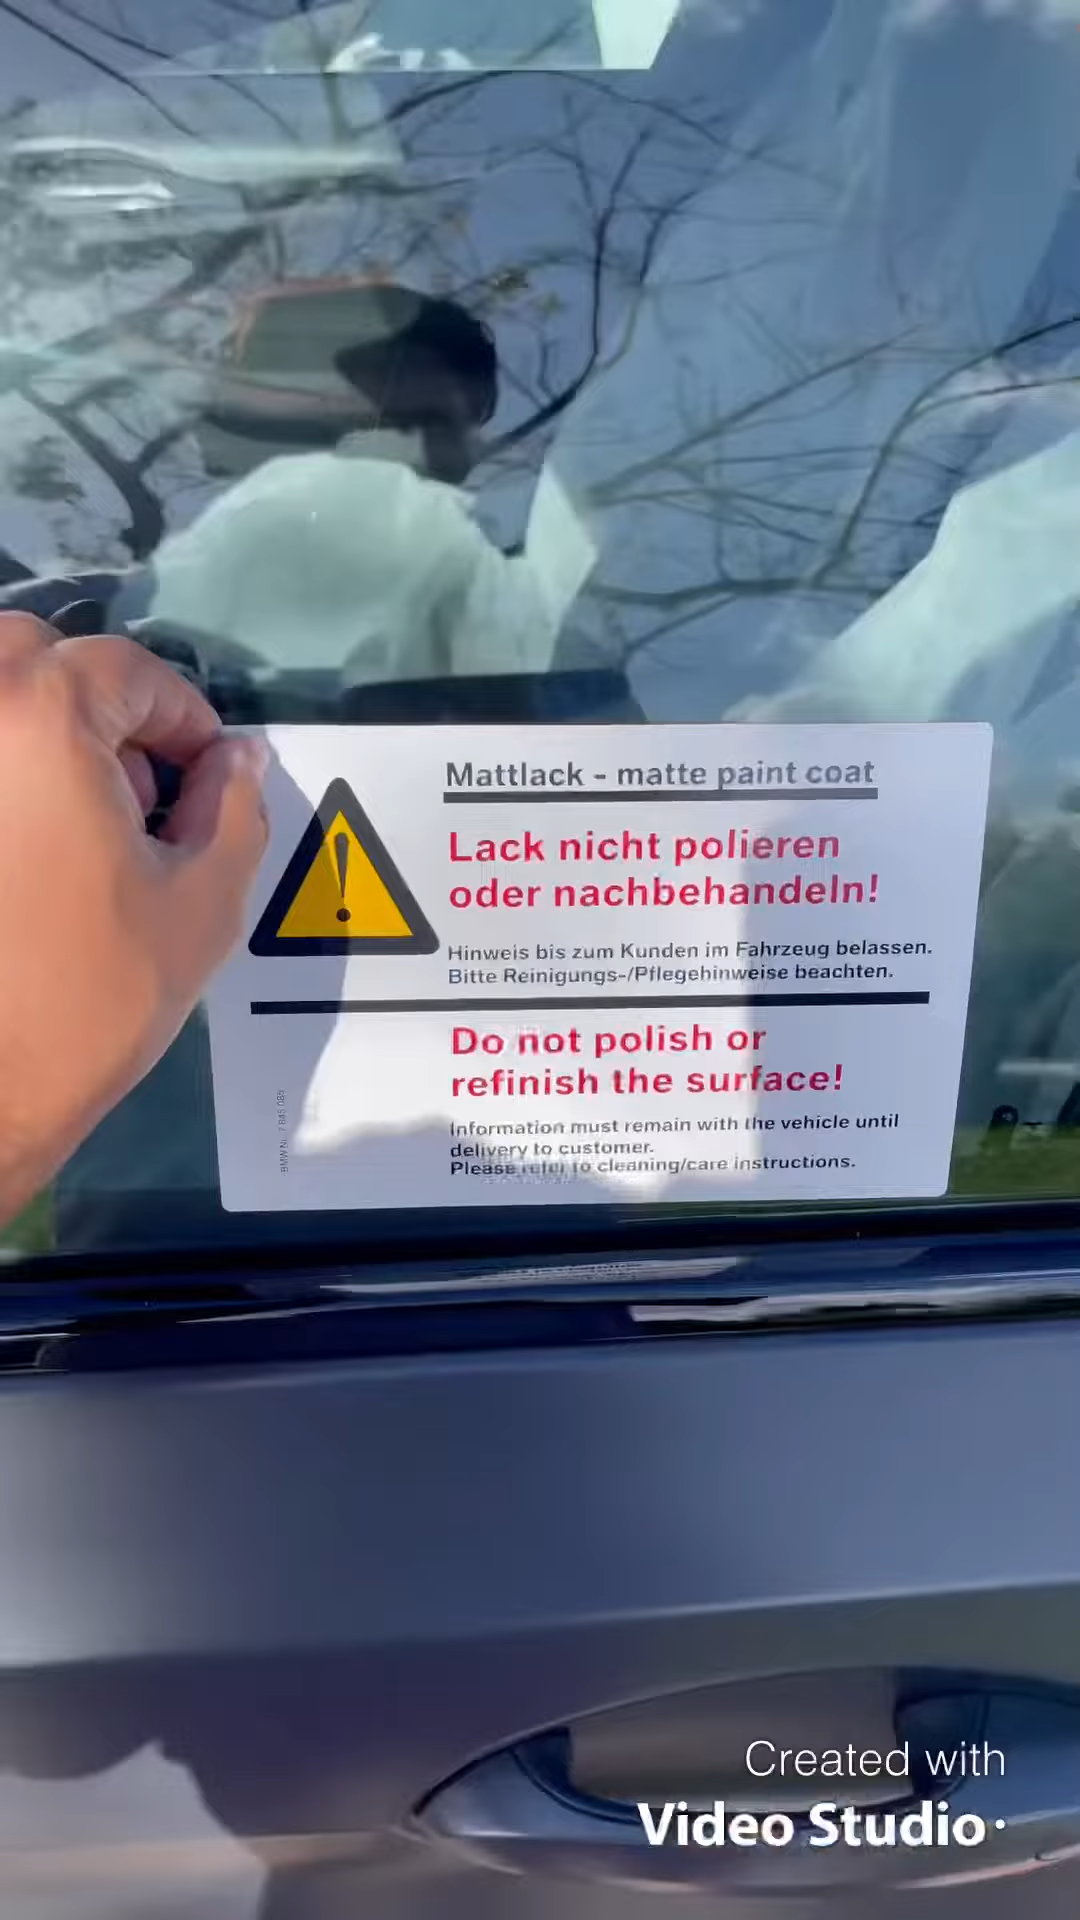 Mattlack - matte paint coat
Lack nicht polieren
oder nachbehandeln!
Hinweis bis zum Kunden im Fahrzeug belassen.
Bitte Reinigungs-/Pflegehinweise beachten.
Do not polish or
refinish the surface!
Information must remain with the vehicle until
delivery to customer.
Please refer to cleaning/care instructions.
BMW Nr.
Created with
Video Studio